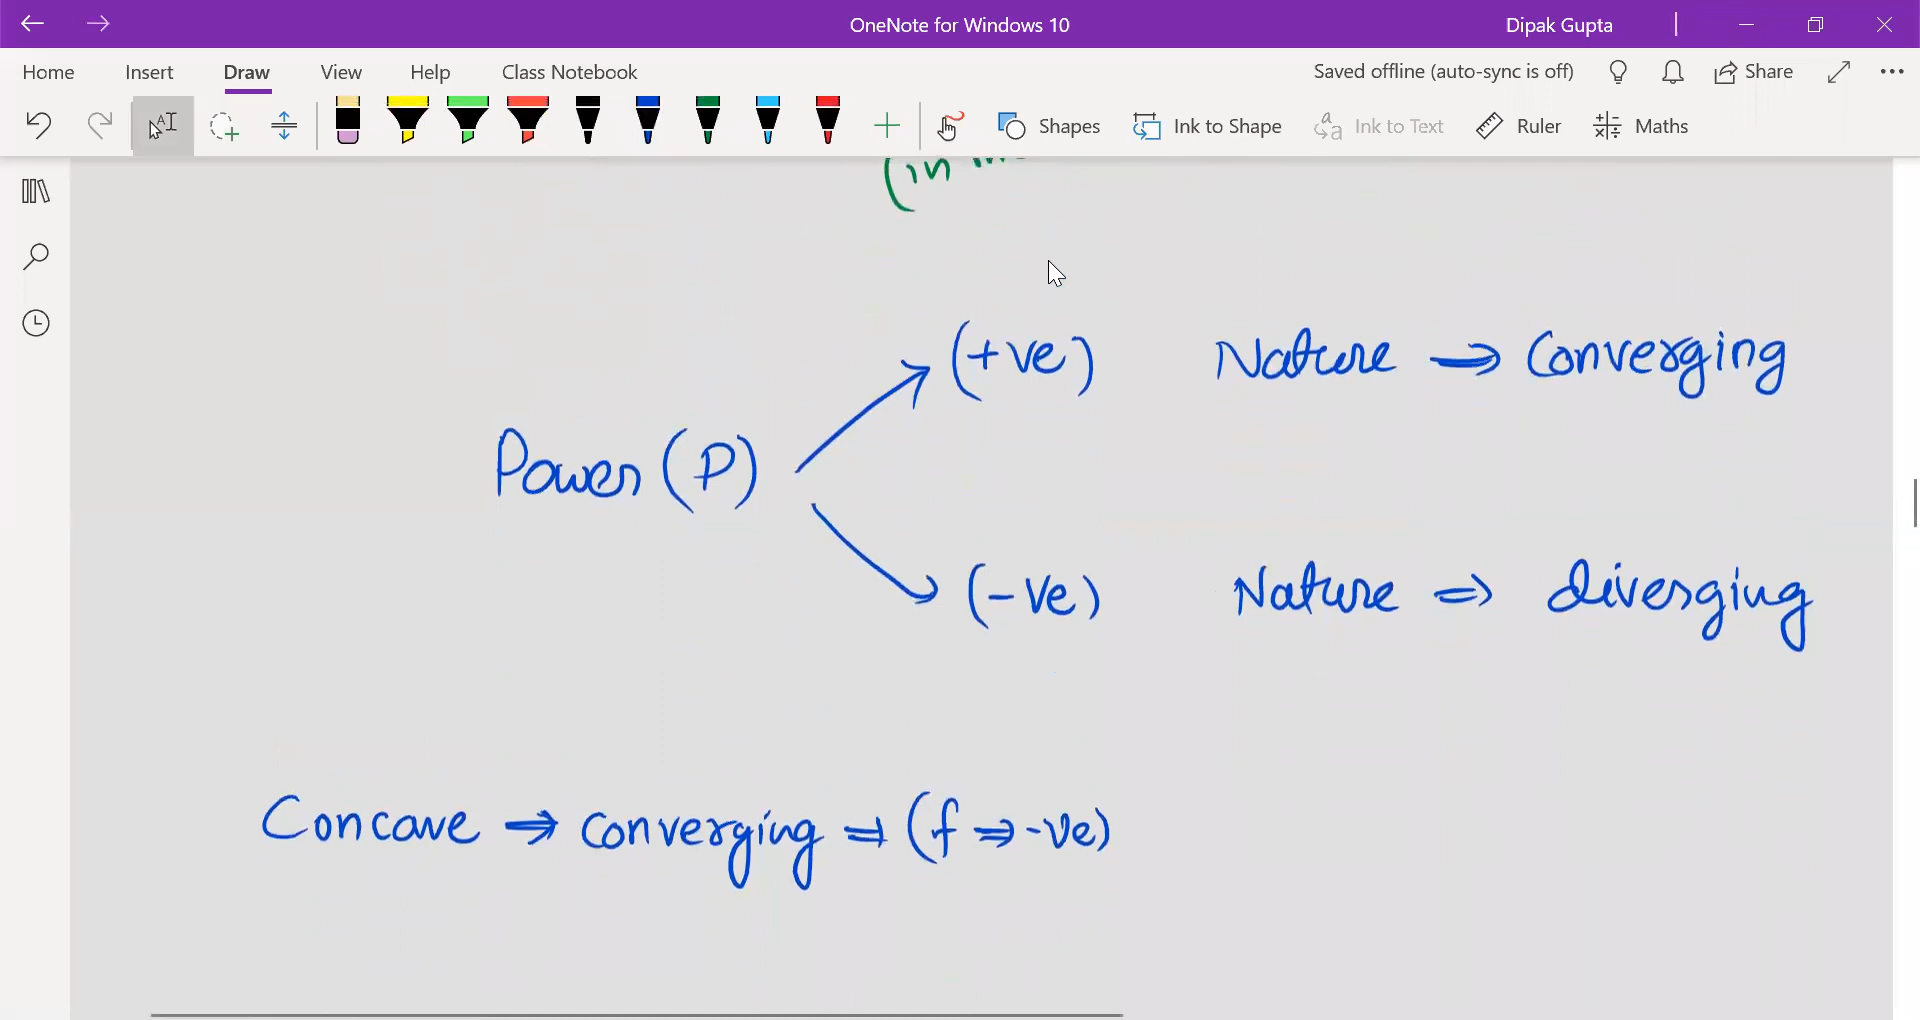 OneNote for Windows 10
Dipak Gupta
Home Insert Draw View Help Class Notebook
Saved offline (auto-sync is off) Share
Shapes Ink to Shape Ink to Text Ruler Maths
(in
(+ve) Nature ⇒ Converging
Power (P)
(-ve) Nature ⇒ diverging
Concave ⇒ converging ⇒ (f ⇒ -ve)